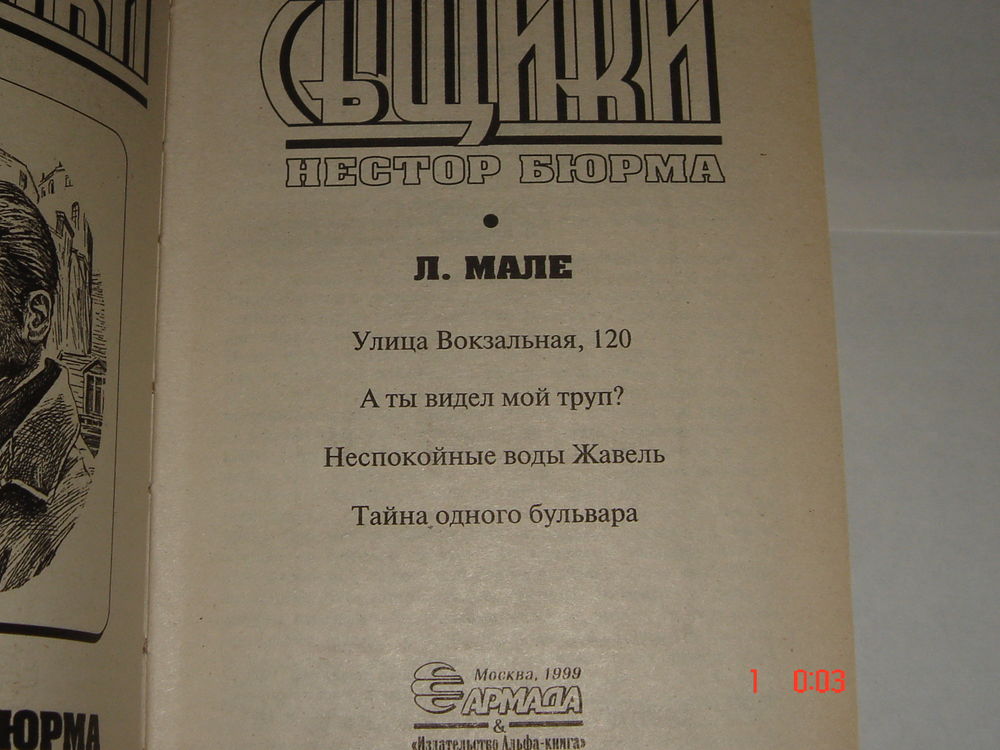 СЫЩИКИ
НЕСТОР БЮРМА
Л. МАЛЕ
Улица Вокзальная, 120
А ты видел мой труп?
Неспокойные воды Жавель
Тайна одного бульвара
Москва, 1999
АРМАДА
&
«Издательство Альфа-книга»
БЮРМА
1 0:03